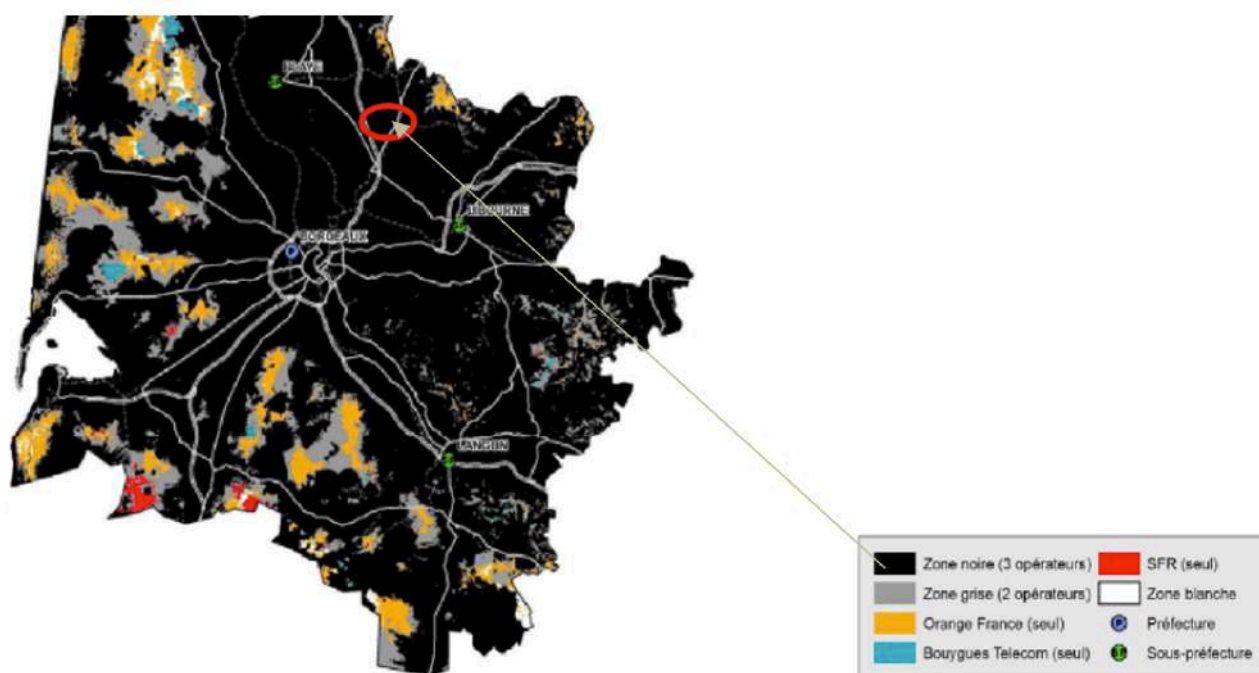 BLAYE
LIBOURNE
BORDEAUX
LANGON
Zone noire (3 opérateurs)
SFR (seul)
Zone grise (2 opérateurs)
Zone blanche
Orange France (seul)
Préfecture
Bouygues Telecom (seul)
Sous-préfecture